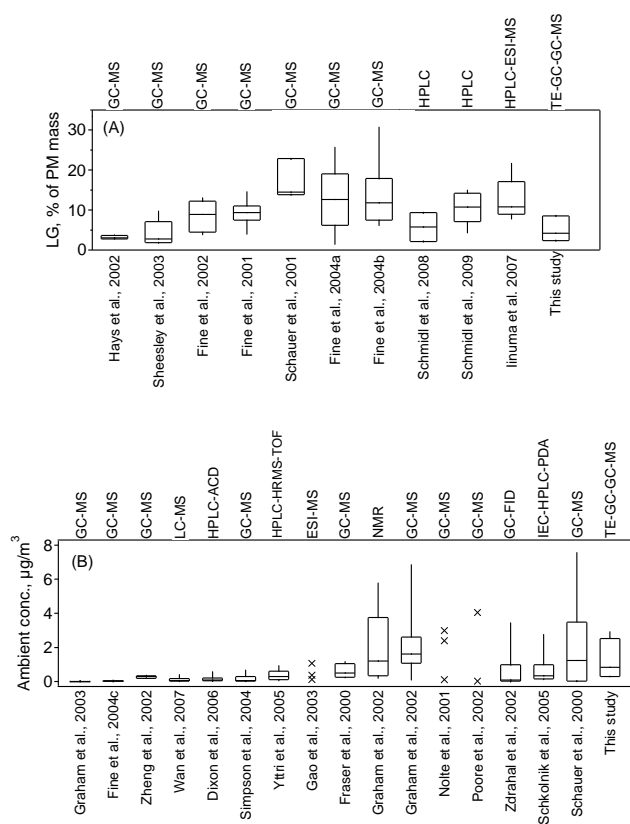 GC-MS
GC-MS
GC-MS
GC-MS
GC-MS
GC-MS
GC-MS
HPLC
HPLC
HPLC-ESI-MS
TE-GC-GC-MS
(A)
LG, % of PM mass
30
20
10
0
Hays et al., 2002
Sheesley et al., 2003
Fine et al., 2002
Fine et al., 2001
Schauer et al., 2001
Fine et al., 2004a
Fine et al., 2004b
Schmidl et al., 2008
Schmidl et al., 2009
Iinuma et al. 2007
This study
GC-MS
GC-MS
GC-MS
LC-MS
HPLC-ACD
GC-MS
HPLC-HRMS-TOF
ESI-MS
GC-MS
NMR
GC-MS
GC-MS
GC-MS
GC-FID
IEC-HPLC-PDA
GC-MS
TE-GC-GC-MS
(B)
Ambient conc., µg/m³
8
6
4
2
0
Graham et al., 2003
Fine et al., 2004c
Zheng et al., 2002
Wan et al., 2007
Dixon et al., 2006
Simpson et al., 2004
Yttri et al., 2005
Gao et al., 2003
Fraser et al., 2000
Graham et al., 2002
Graham et al., 2002
Nolte et al., 2001
Poore et al., 2002
Zdrahal et al., 2002
Schkolnik et al., 2005
Schauer et al., 2000
This study